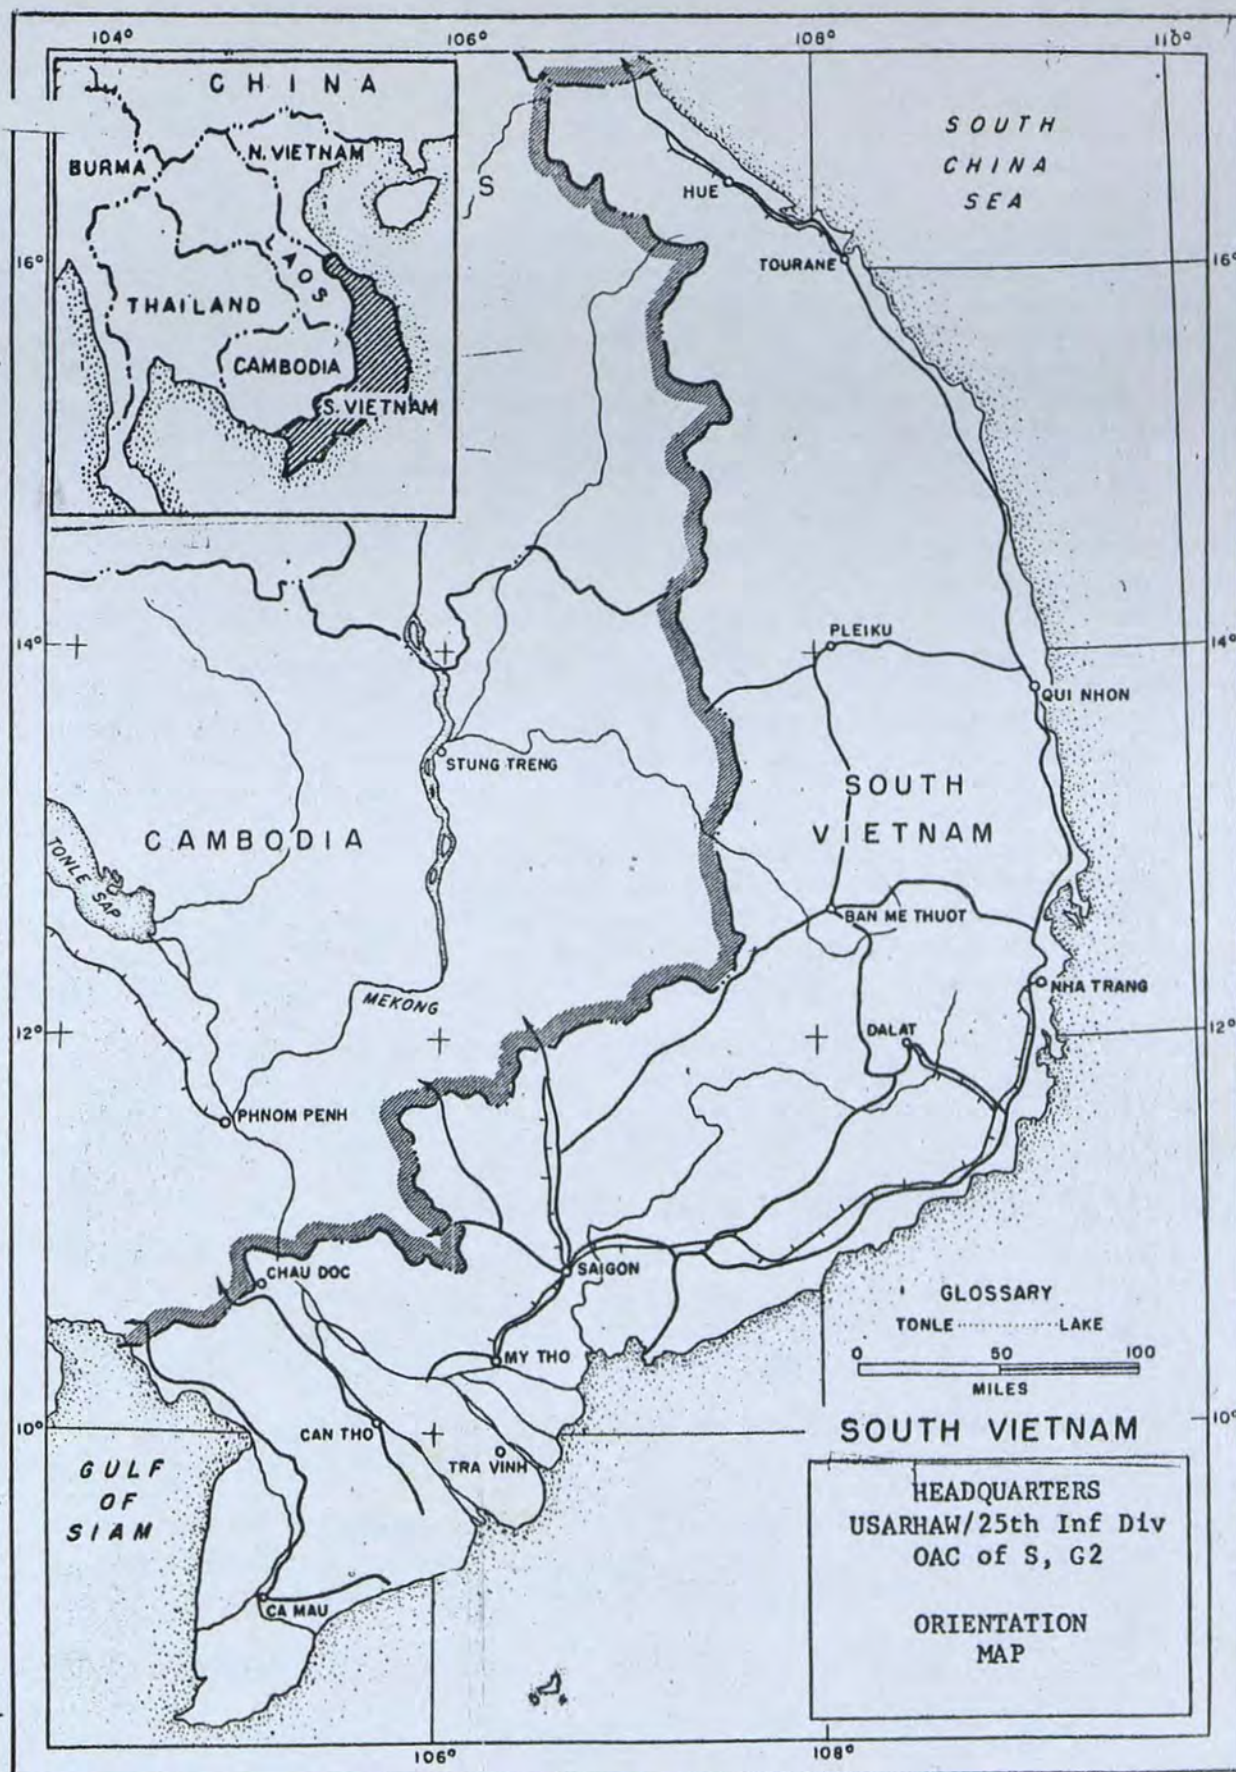 104°
106°
108°
110°
CHINA
BURMA
N. VIETNAM
THAILAND
LAOS
CAMBODIA
S. VIETNAM
S
SOUTH
CHINA
SEA
HUE
TOURANE
16°
16°
14°
14°
PLEIKU
QUI NHON
STUNG TRENG
SOUTH
VIETNAM
CAMBODIA
TONLE SAP
BAN ME THUOT
MEKONG
NHA TRANG
DALAT
12°
12°
PHNOM PENH
CHAU DOC
SAIGON
MY THO
CAN THO
TRA VINH
10°
10°
GULF
OF
SIAM
CA MAU
GLOSSARY
TONLE ............ LAKE
0 50 100
MILES
SOUTH VIETNAM
HEADQUARTERS
USARHAW/25th Inf Div
OAC of S, G2
ORIENTATION
MAP
106°
108°